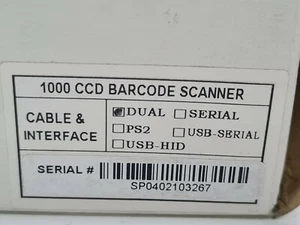 1000 CCD BARCODE SCANNER
CABLE & INTERFACE
DUAL SERIAL
PS2 USB-SERIAL
USB-HID
SERIAL #
SP0402103267